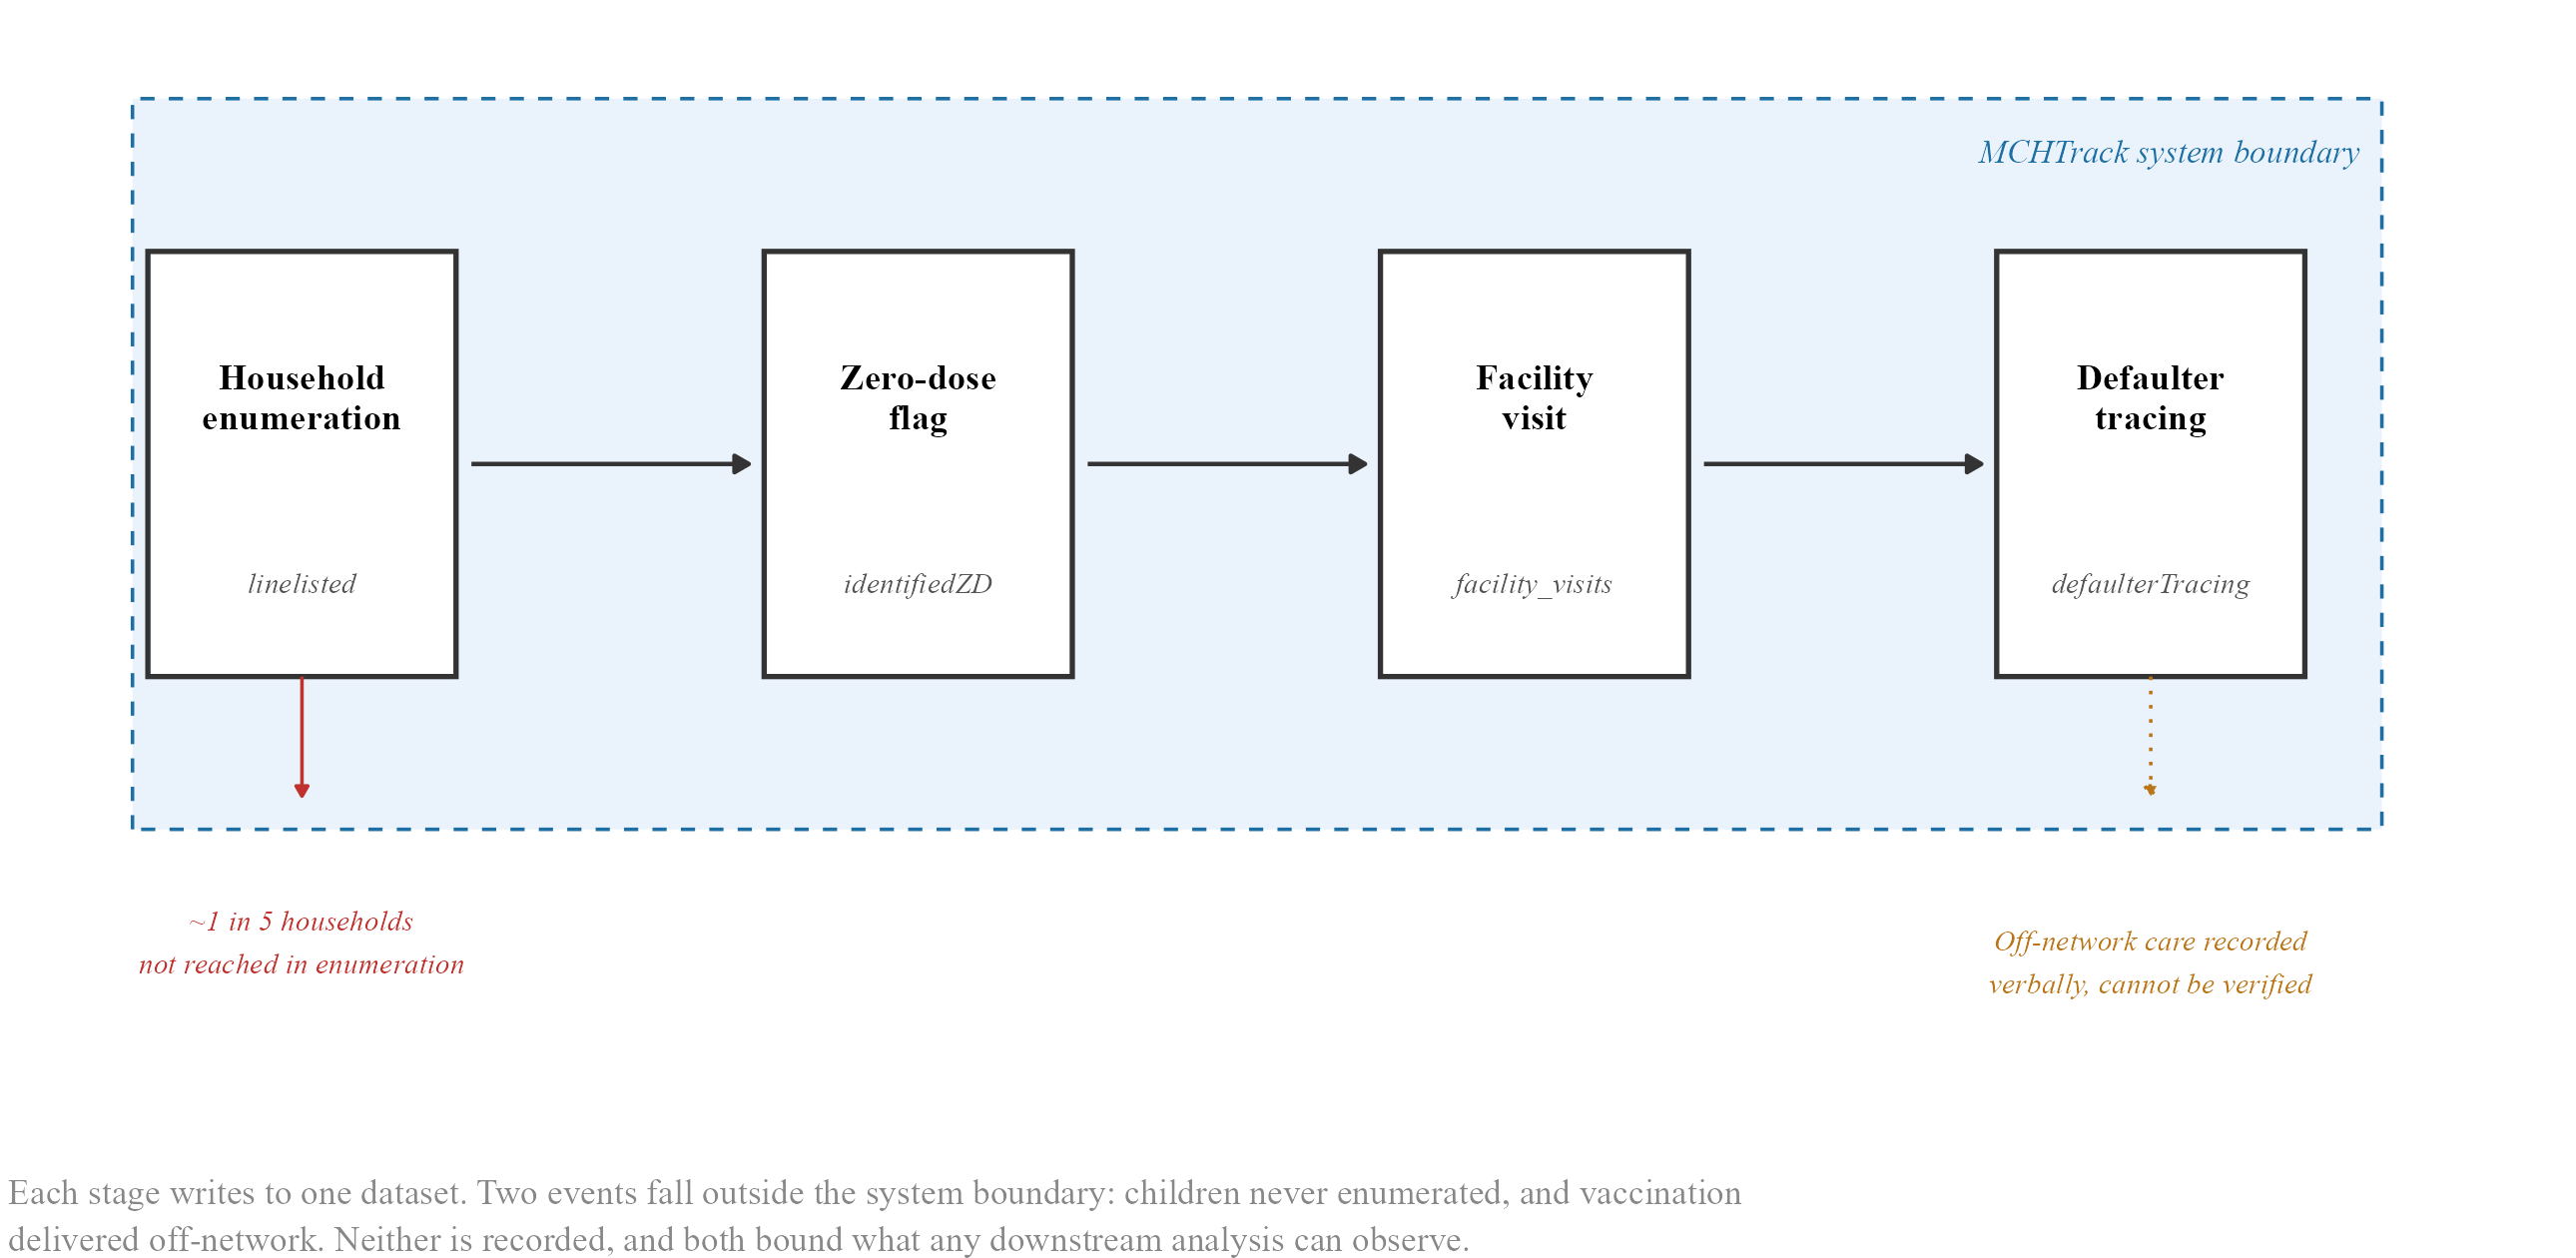 MCHTrack system boundary
Household
enumeration
linelisted
Zero-dose
flag
identifiedZD
Facility
visit
facility_visits
Defaulter
tracing
defaulterTracing
~1 in 5 households
not reached in enumeration
Off-network care recorded
verbally, cannot be verified
Each stage writes to one dataset. Two events fall outside the system boundary: children never enumerated, and vaccination
delivered off-network. Neither is recorded, and both bound what any downstream analysis can observe.